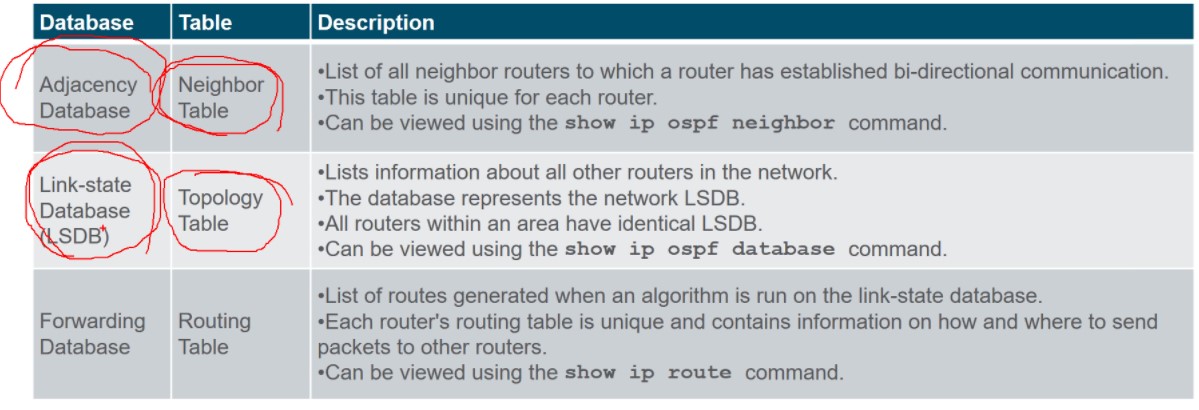 Database Table Description
Adjacency Database
Neighbor Table
•List of all neighbor routers to which a router has established bi-directional communication.
•This table is unique for each router.
•Can be viewed using the show ip ospf neighbor command.
Link-state Database (LSDB)
Topology Table
•Lists information about all other routers in the network.
•The database represents the network LSDB.
•All routers within an area have identical LSDB.
•Can be viewed using the show ip ospf database command.
Forwarding Database
Routing Table
•List of routes generated when an algorithm is run on the link-state database.
•Each router's routing table is unique and contains information on how and where to send
packets to other routers.
•Can be viewed using the show ip route command.